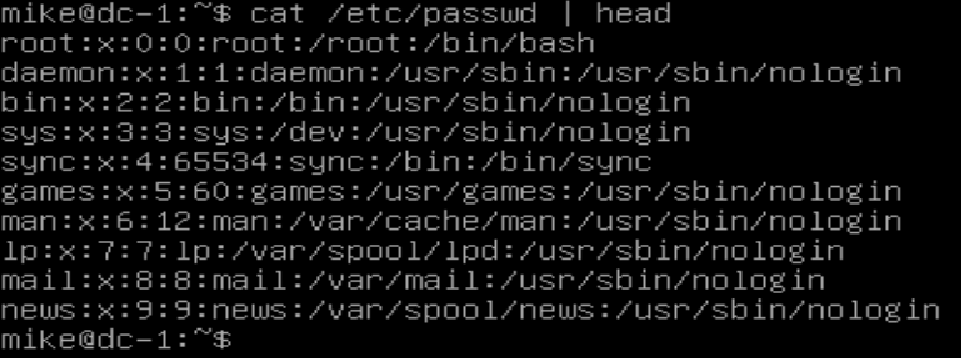 mike@dc-1:~$ cat /etc/passwd | head
root:x:0:0:root:/root:/bin/bash
daemon:x:1:1:daemon:/usr/sbin:/usr/sbin/nologin
bin:x:2:2:bin:/bin:/usr/sbin/nologin
sys:x:3:3:sys:/dev:/usr/sbin/nologin
sync:x:4:65534:sync:/bin:/bin/sync
games:x:5:60:games:/usr/games:/usr/sbin/nologin
man:x:6:12:man:/var/cache/man:/usr/sbin/nologin
lp:x:7:7:lp:/var/spool/lpd:/usr/sbin/nologin
mail:x:8:8:mail:/var/mail:/usr/sbin/nologin
news:x:9:9:news:/var/spool/news:/usr/sbin/nologin
mike@dc-1:~$